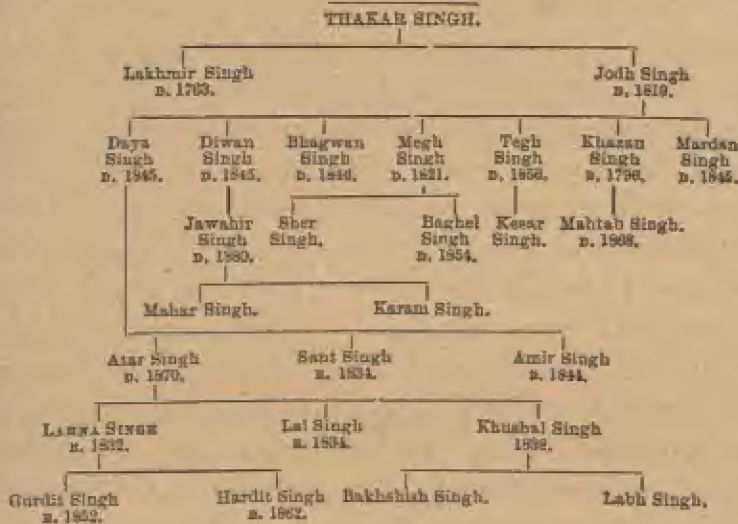 THAKAR SINGH.
Lakhmir Singh Jodh Singh
D. 1763. D. 1819.
Daya Diwan Bhagwan Megh Tegh Khazan Mardan
Singh Singh Singh Singh Singh Singh Singh
D. 1845. D. 1845. D. D. 1821. D. 1856. D. 1796. D. 1845.
Jawahir Sher Baghel Kesar Mahtab Singh.
Singh Singh. Singh Singh. D. 1868.
D. 1880. D. 1854.
Mahar Singh. Karam Singh.
Atar Singh Sant Singh Amir Singh
D. 1870. B. 1834. B. 1844.
LAHNA SINGH Lal Singh Khushal Singh
B. 1832. B. 1834. 1838.
Gurdit Singh Hardit Singh Bakhshish Singh. Labh Singh.
B. 1852. B. 1862.